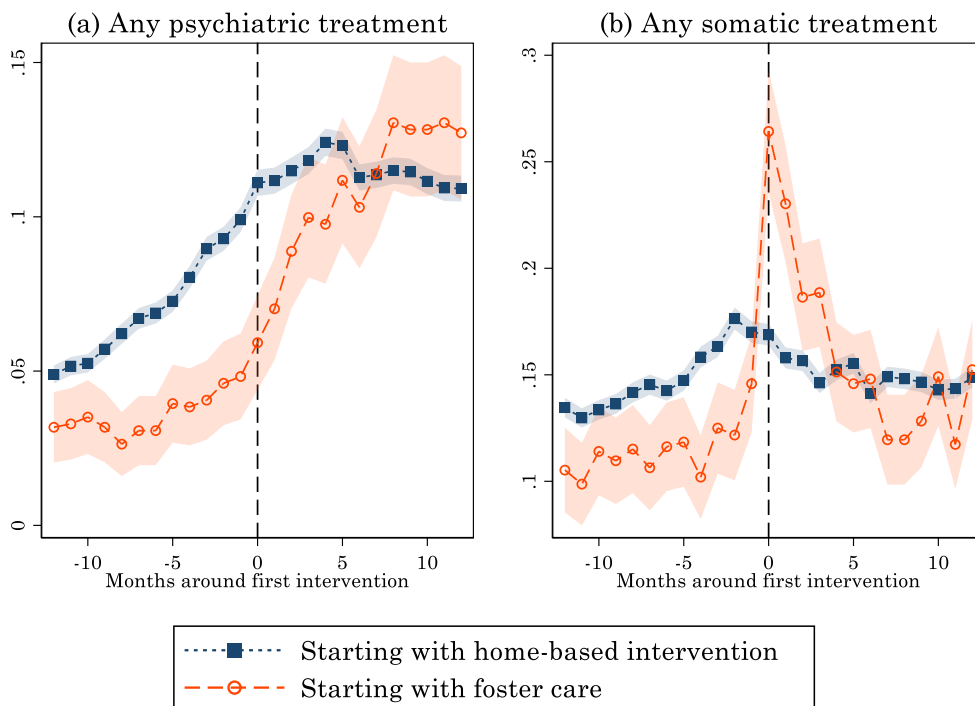 (a) Any psychiatric treatment
.15
.1
.05
0
-10 -5 0 5 10
Months around first intervention
(b) Any somatic treatment
.3
.25
.2
.15
.1
-10 -5 0 5 10
Months around first intervention
Starting with home-based intervention
Starting with foster care